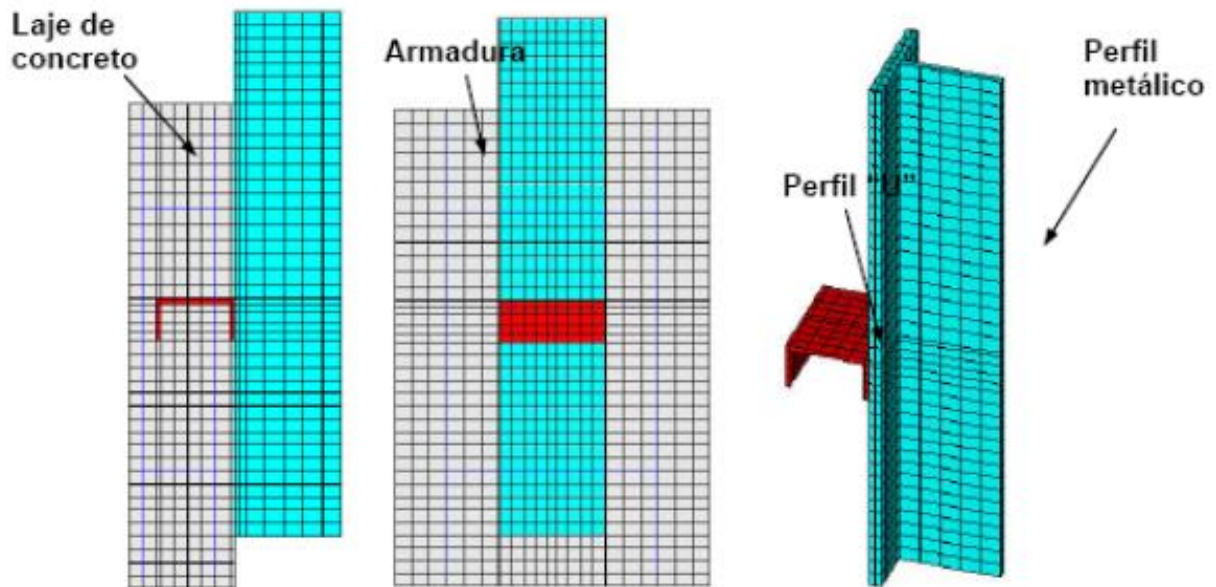 Laje de
concreto
Armadura
Perfil "U"
Perfil
metálico